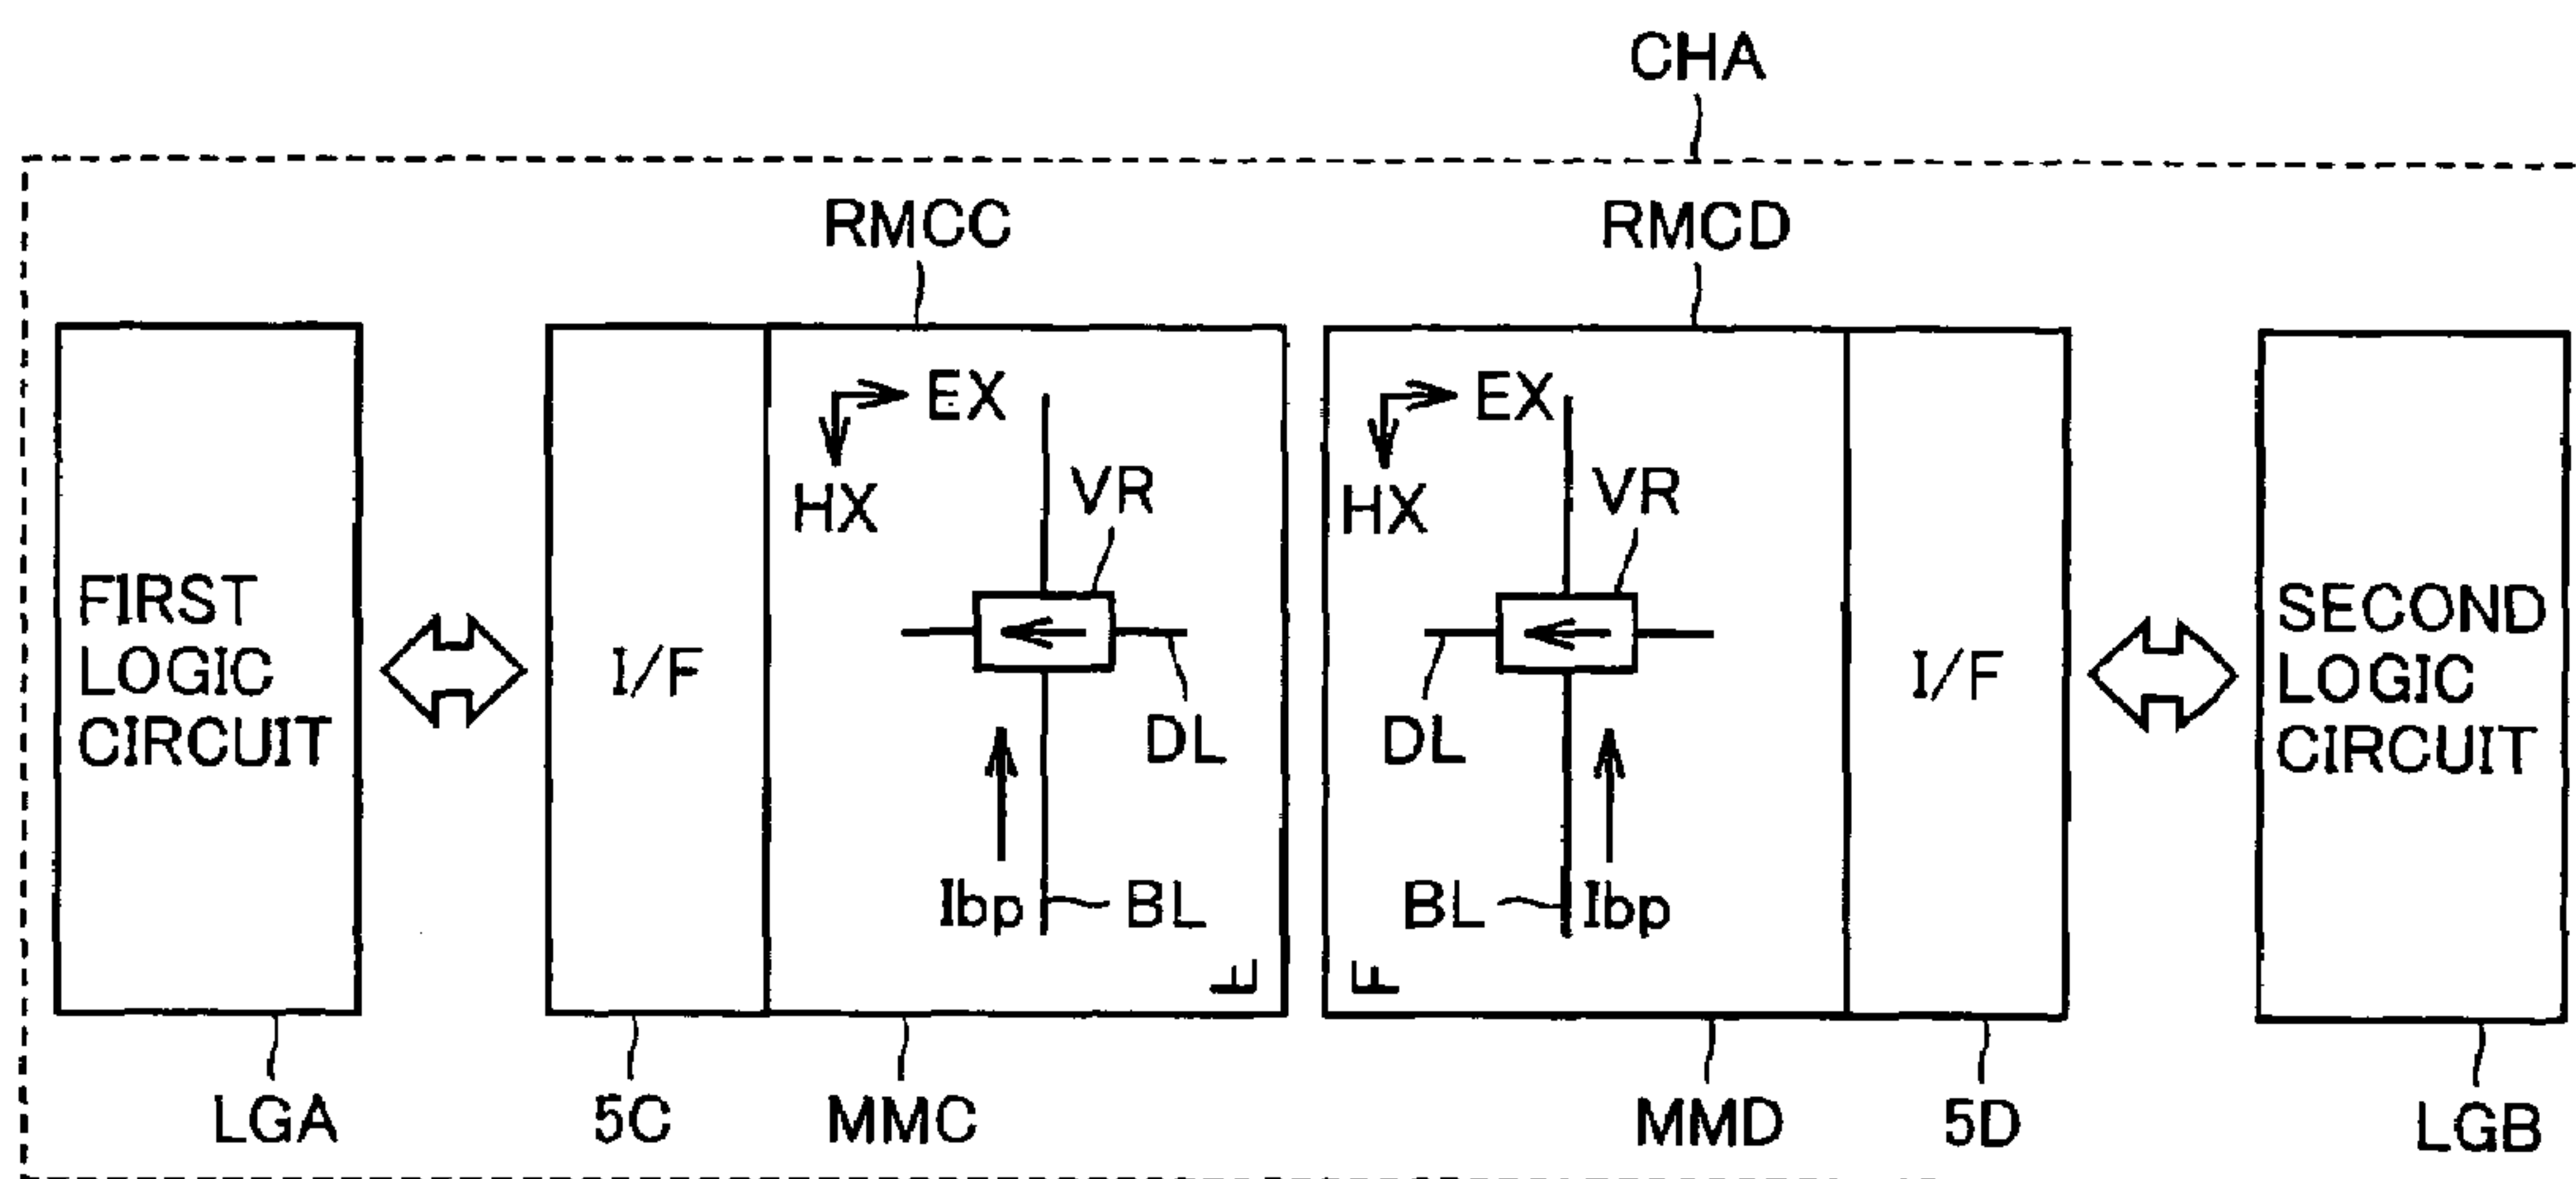 CHA
RMCC
RMCD
EX
HX
VR
EX
HX
VR
FIRST
LOGIC
CIRCUIT
I/F
DL
DL
I/F
SECOND
LOGIC
CIRCUIT
Ibp
BL
BL
Ibp
F
F
LGA
5C
MMC
MMD
5D
LGB